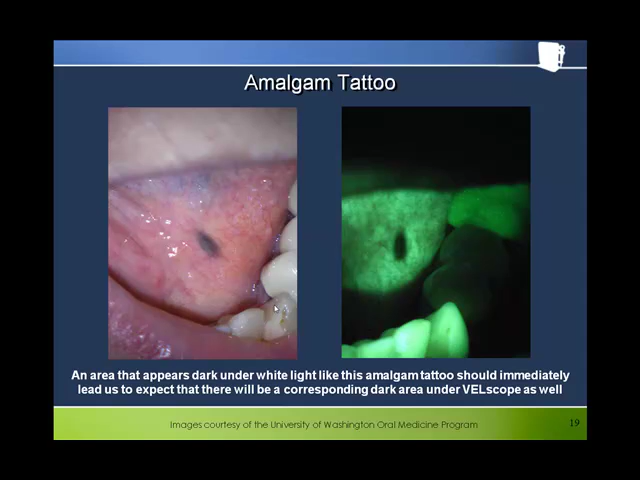 Amalgam Tattoo
An area that appears dark under white light like this amalgam tattoo should immediately
lead us to expect that there will be a corresponding dark area under VELscope as well
Images courtesy of the University of Washington Oral Medicine Program
19